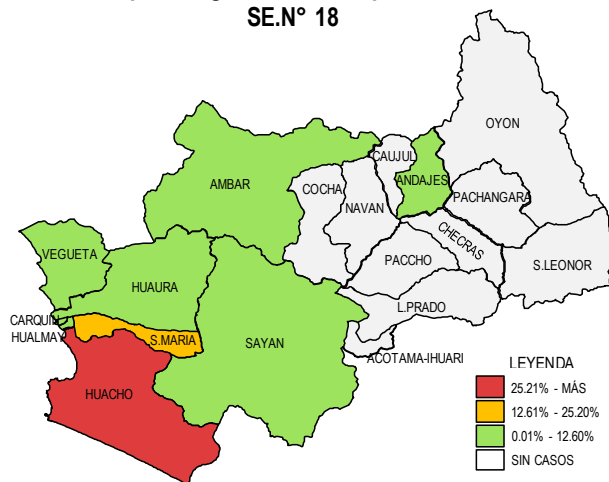 SE.N° 18
OYON
CAUJUL
AMBAR
COCHA
ANDAJES
PACHANGARA
NAVAN
CHECRAS
VEGUETA
PACCHO
S.LEONOR
HUAURA
L.PRADO
CARQUIN
HUALMAY
S.MARIA
SAYAN
ACOTAMA-IHUARI
HUACHO
LEYENDA
25.21% - MÁS
12.61% - 25.20%
0.01% - 12.60%
SIN CASOS